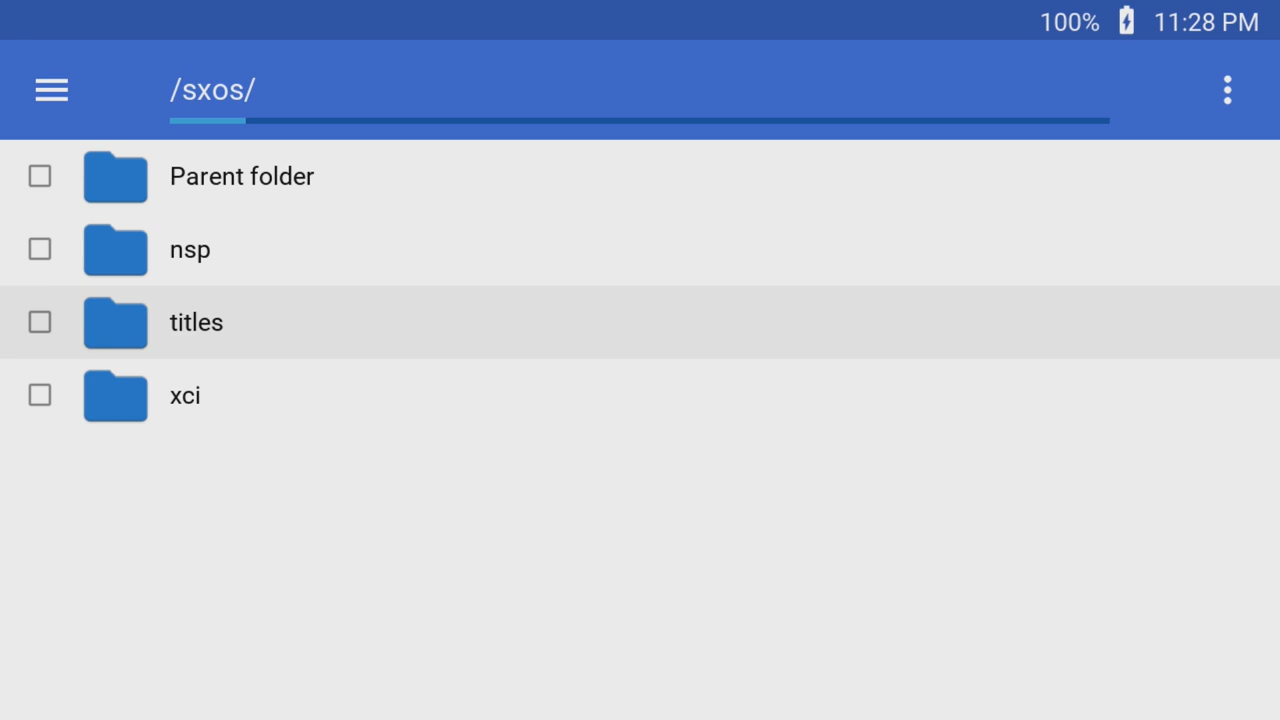 100% 11:28 PM
/sxos/
Parent folder
nsp
titles
xci